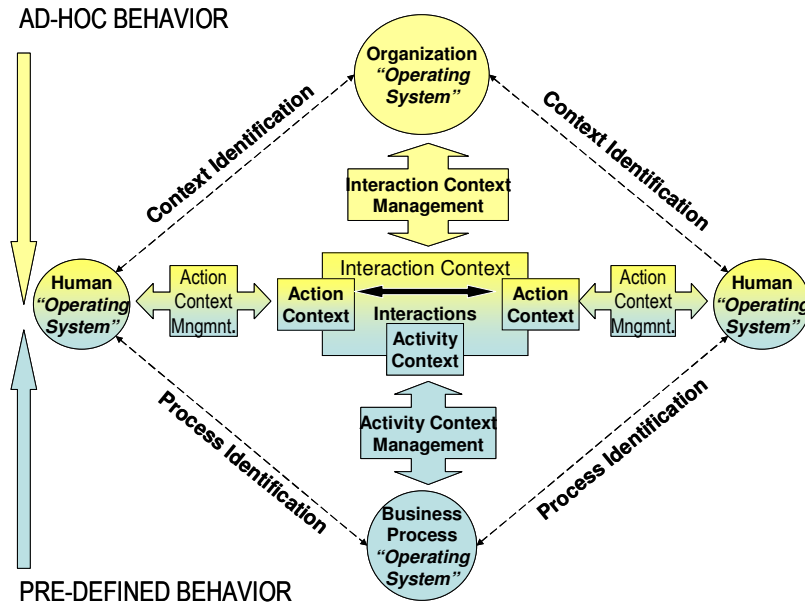 AD-HOC BEHAVIOR
Organization
"Operating
System"
Context Identification
Context Identification
Interaction Context
Management
Human
"Operating
System"
Action
Context
Mngmnt.
Interaction Context
Action
Context
Interactions
Action
Context
Activity
Context
Action
Context
Mngmnt.
Human
"Operating
System"
Process Identification
Process Identification
Activity Context
Management
Business
Process
"Operating
System"
PRE-DEFINED BEHAVIOR